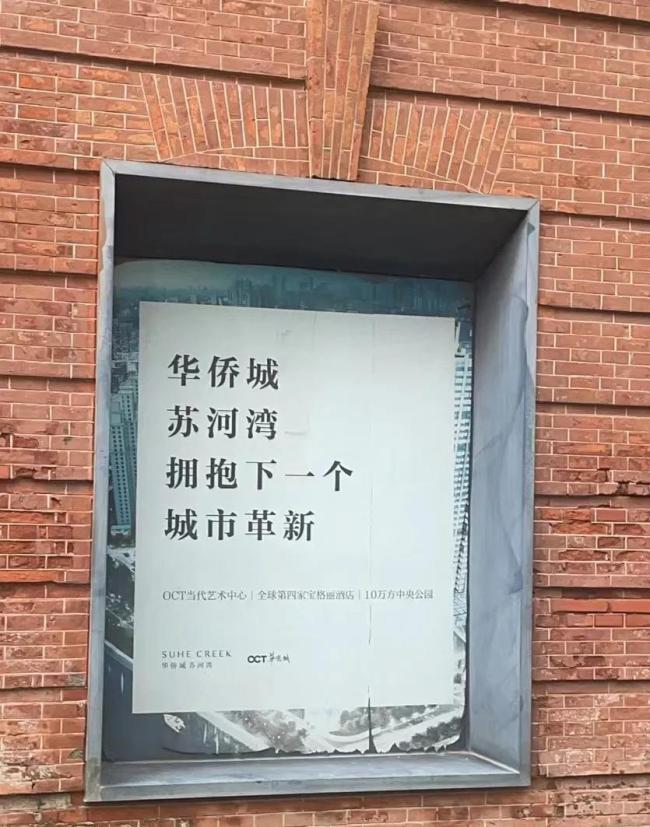 华侨城
苏河湾
拥抱下一个
城市革新
OCT当代艺术中心 | 全球第四家宝格丽酒店 | 10万方中央公园
SUHE CREEK
华侨城苏河湾
OCT华侨城